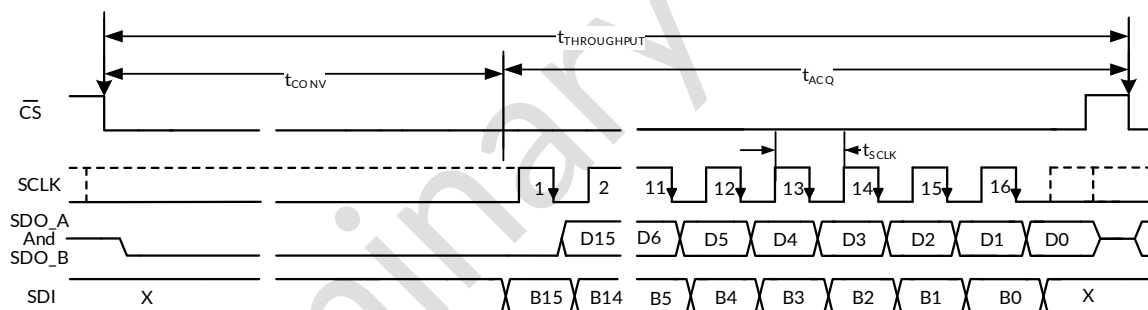 tTHROUGHPUT
tCONV
tACQ
CS
tSCLK
SCLK 1 2 11 12 13 14 15 16
SDO_A
And
SDO_B
D15 D6 D5 D4 D3 D2 D1 D0
SDI X B15 B14 B5 B4 B3 B2 B1 B0 X
inary